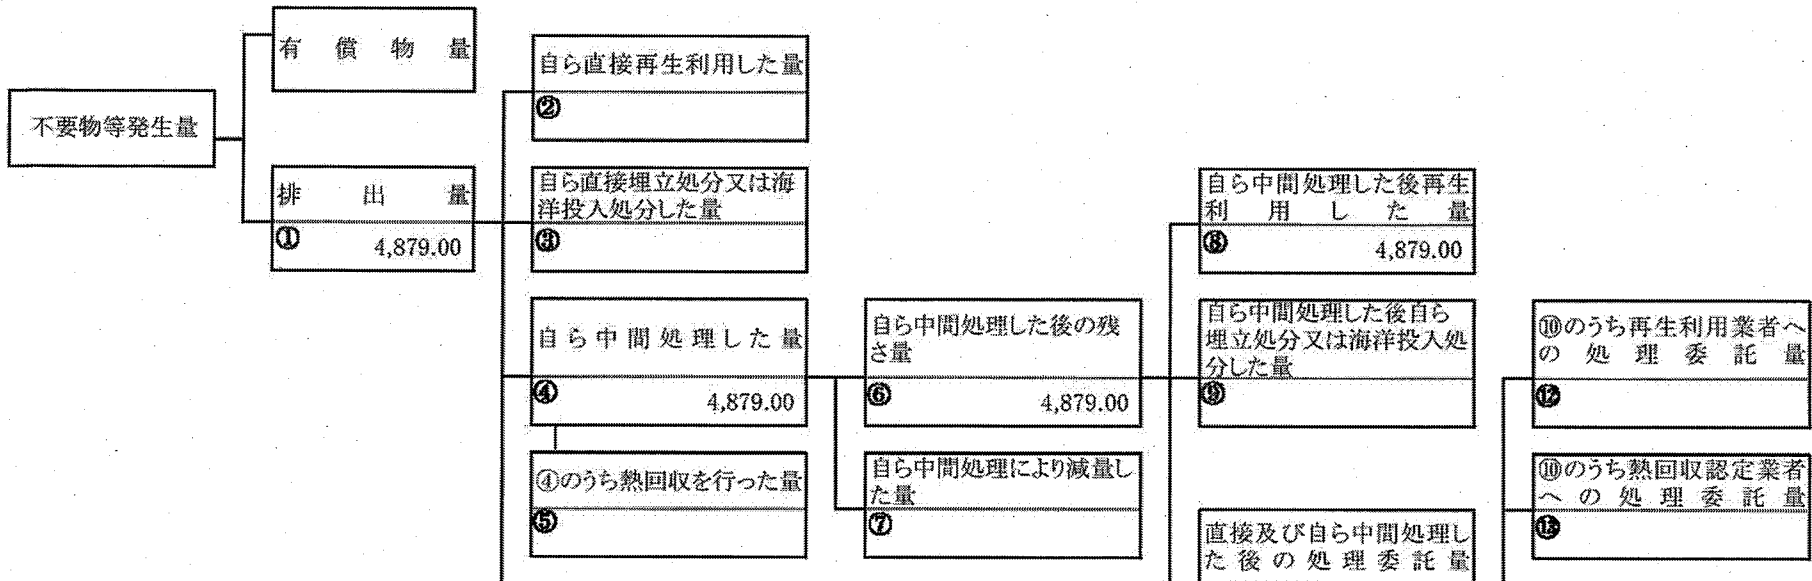 有償物量
不要物等発生量
排出量
①
4,879.00
自ら直接再生利用した量
②
自ら直接埋立処分又は海
洋投入処分した量
③
自ら中間処理した量
④
4,879.00
④のうち熱回収を行った量
⑤
自ら中間処理した後の残
さ量
⑥
4,879.00
自ら中間処理により減量し
た量
⑦
自ら中間処理した後再生
利用した量
⑧
4,879.00
自ら中間処理した後自ら
埋立処分又は海洋投入処
分した量
⑨
直接及び自ら中間処理し
た後の処理委託量
⑩のうち再生利用業者へ
の処理委託量
⑫
⑩のうち熱回収認定業者
への処理委託量
⑬